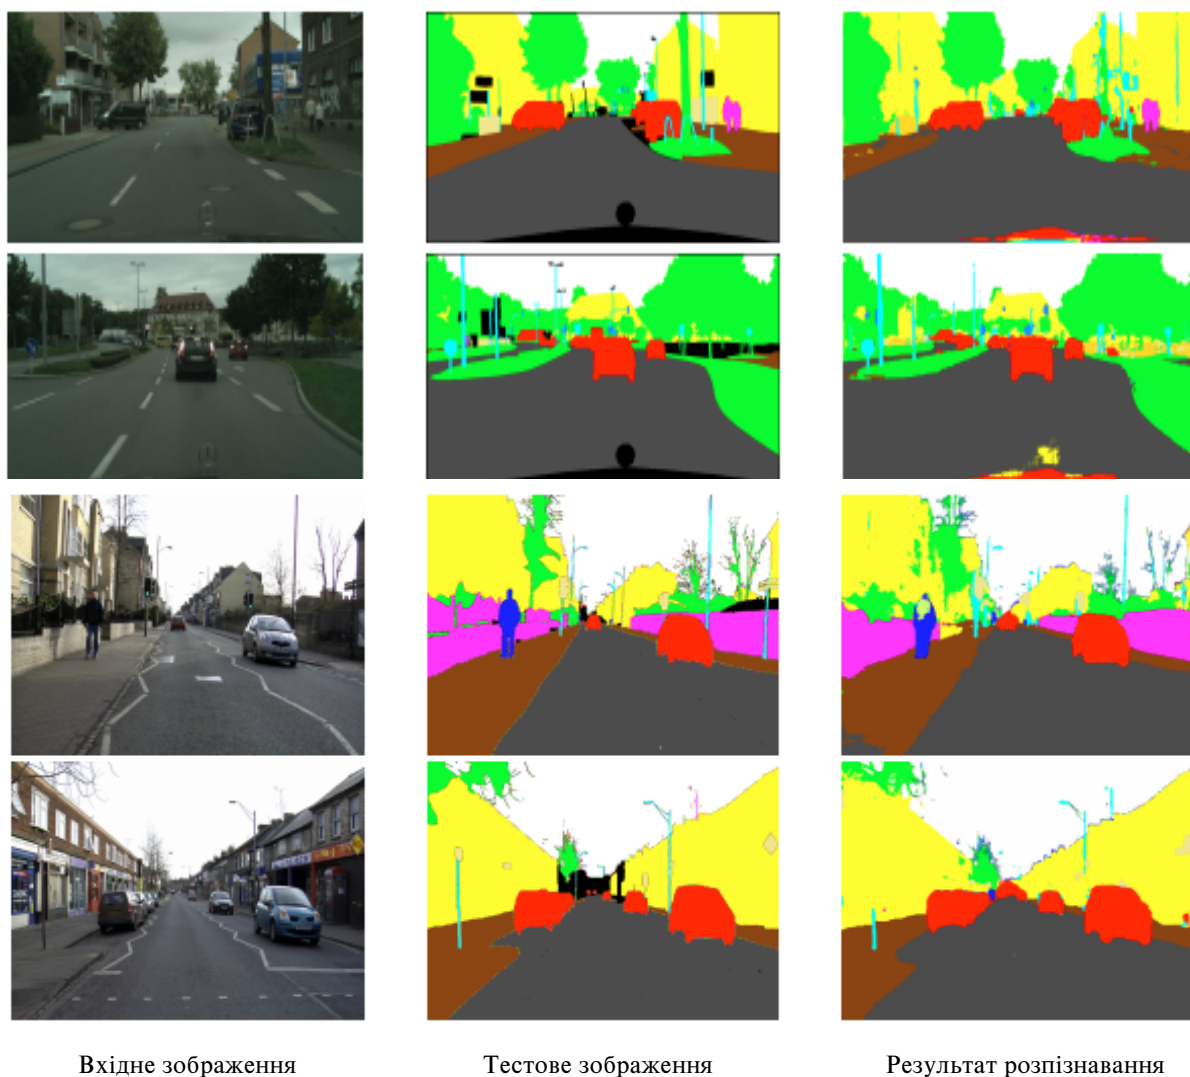 Вхідне зображення
Тестове зображення
Результат розпізнавання